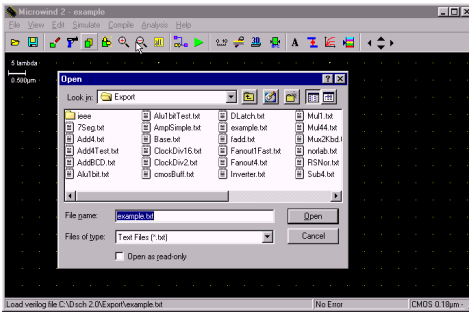 Microwind 2 - example
File View Edit Simulate Compile Analysis Help
5 lambda
0.500µm
Open
Look in: Export
ieee Alu1bitTest.txt DLatch.txt Mul1.txt
7Seg.txt AmplSimple.txt example.txt Mul44.txt
Add4.txt Base.txt fadd.txt Mux2Kbd.
Add4Test.txt ClockDiv16.txt Fanout1Fast.txt norlab.txt
AddBCD.txt ClockDiv2.txt Fanout4.txt RSNor.txt
Alu1bit.txt cmosBuff.txt Inverter.txt Sub4.txt
File name: example.txt Open
Files of type: Text Files (*.txt) Cancel
Open as read-only
Load verilog file C:\Dsch 2.0\Export\example.txt No Error CMOS 0.18µm -